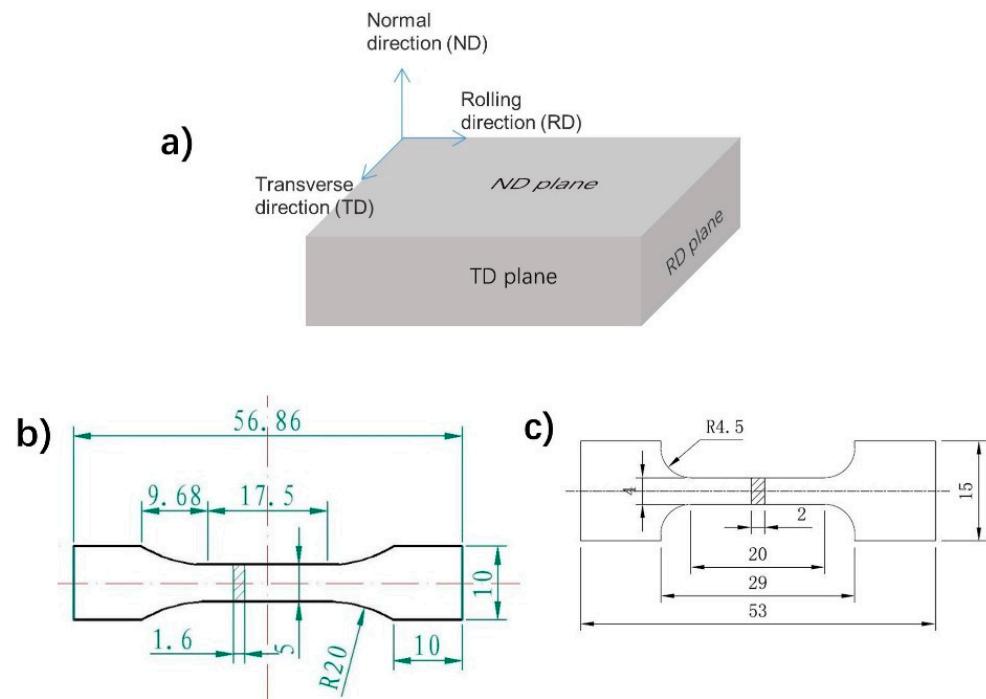 Normal
direction (ND)
Rolling
direction (RD)
a)
Transverse
direction (TD)
ND plane
TD plane
RD plane
b)
56.86
9.68
17.5
10
1.6
5
R20
10
c)
R4.5
4
15
2
20
29
53